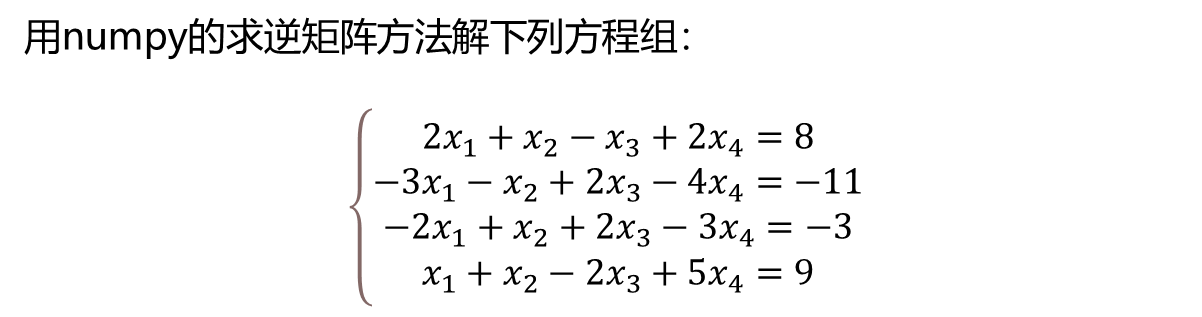 用numpy的求逆矩阵方法解下列方程组：
2x₁ + x₂ − x₃ + 2x₄ = 8
−3x₁ − x₂ + 2x₃ − 4x₄ = −11
−2x₁ + x₂ + 2x₃ − 3x₄ = −3
x₁ + x₂ − 2x₃ + 5x₄ = 9